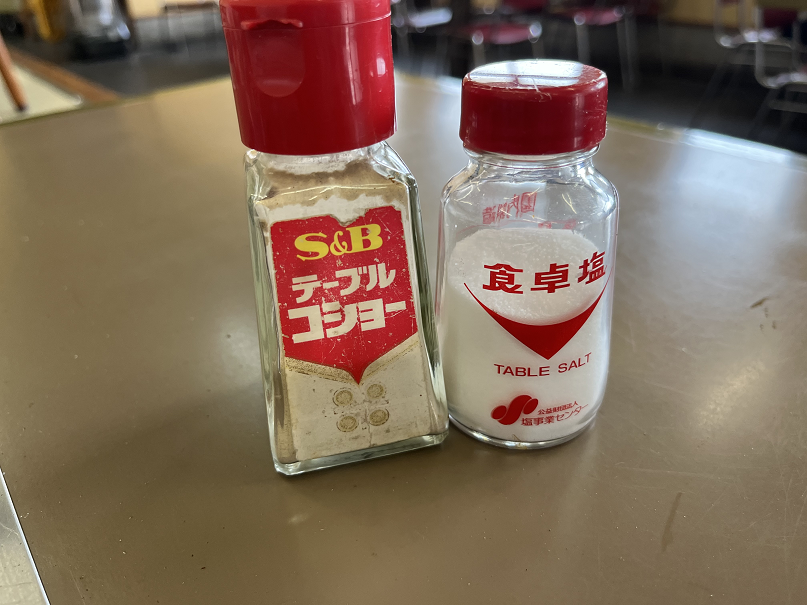 S&B
テーブル
コショー
食卓塩
TABLE SALT
公益財団法人
塩事業センター